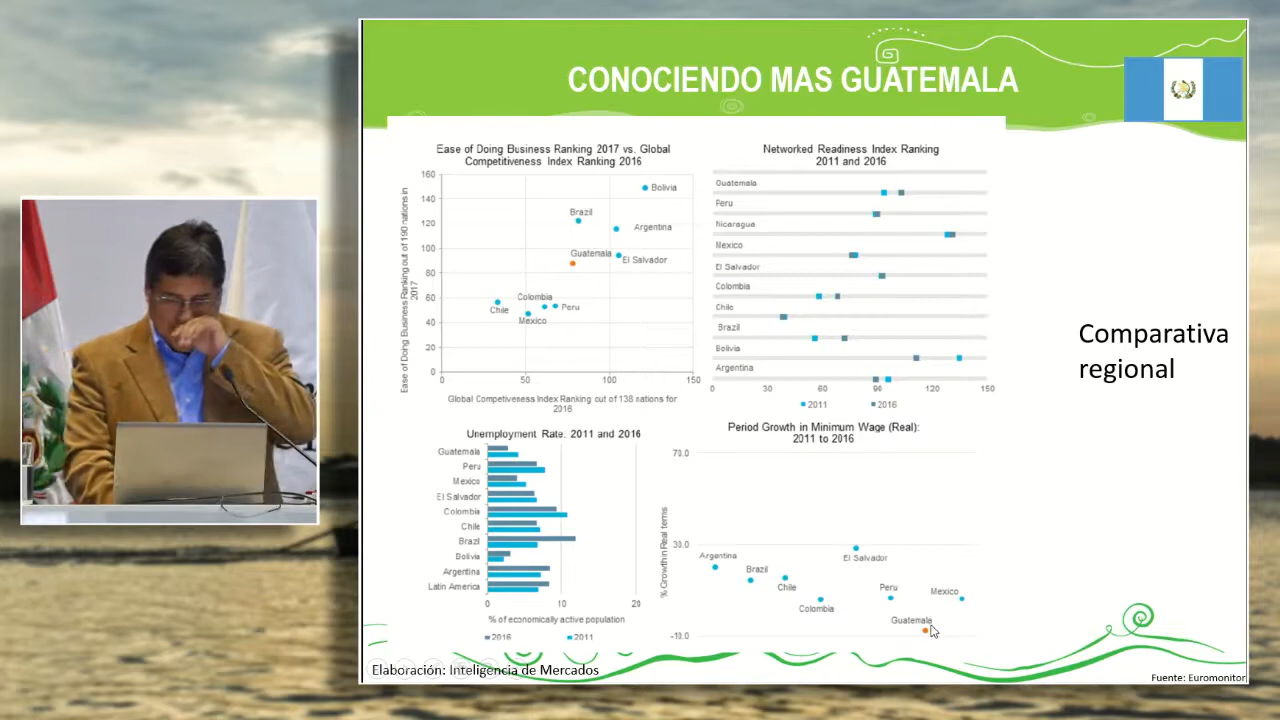 CONOCIENDO MAS GUATEMALA
Ease of Doing Business Ranking 2017 vs. Global
Competitiveness Index Ranking 2016
Ease of Doing Business Ranking out of 190 nations in
2017
160
140
120
100
80
60
40
20
0
Bolivia
Brazil
Argentina
Guatemala
El Salvador
Colombia
Chile
Peru
Mexico
0
50
100
150
Global Competiveness Index Ranking out of 138 nations for
2016
Networked Readiness Index Ranking
2011 and 2016
Guatemala
Peru
Nicaragua
Mexico
El Salvador
Colombia
Chile
Brazil
Bolivia
Argentina
0
30
60
90
120
150
2011
2016
Unemployment Rate: 2011 and 2016
Guatemala
Peru
Mexico
El Salvador
Colombia
Chile
Brazil
Bolivia
Argentina
Latin America
0
10
20
% of economically active population
2016
2011
Period Growth in Minimum Wage (Real):
2011 to 2016
% Growth in Real terms
70.0
30.0
-10.0
Argentina
Brazil
Chile
Colombia
El Salvador
Peru
Guatemala
Mexico
Comparativa
regional
Elaboración: Inteligencia de Mercados
Fuente: Euromonitor